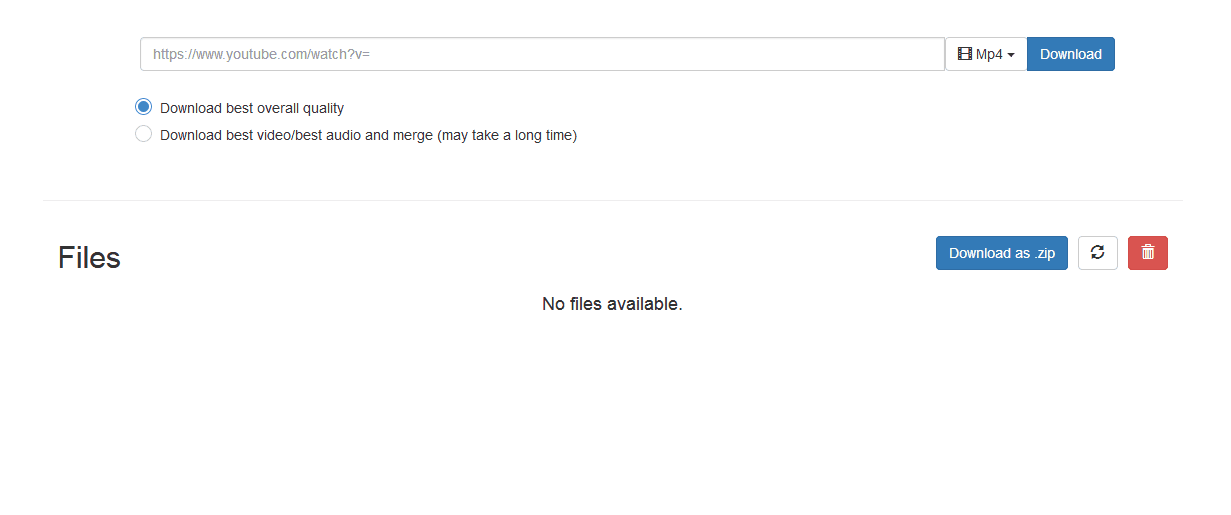 https://www.youtube.com/watch?v= Mp4 Download
Download best overall quality
Download best video/best audio and merge (may take a long time)
Files Download as .zip
No files available.